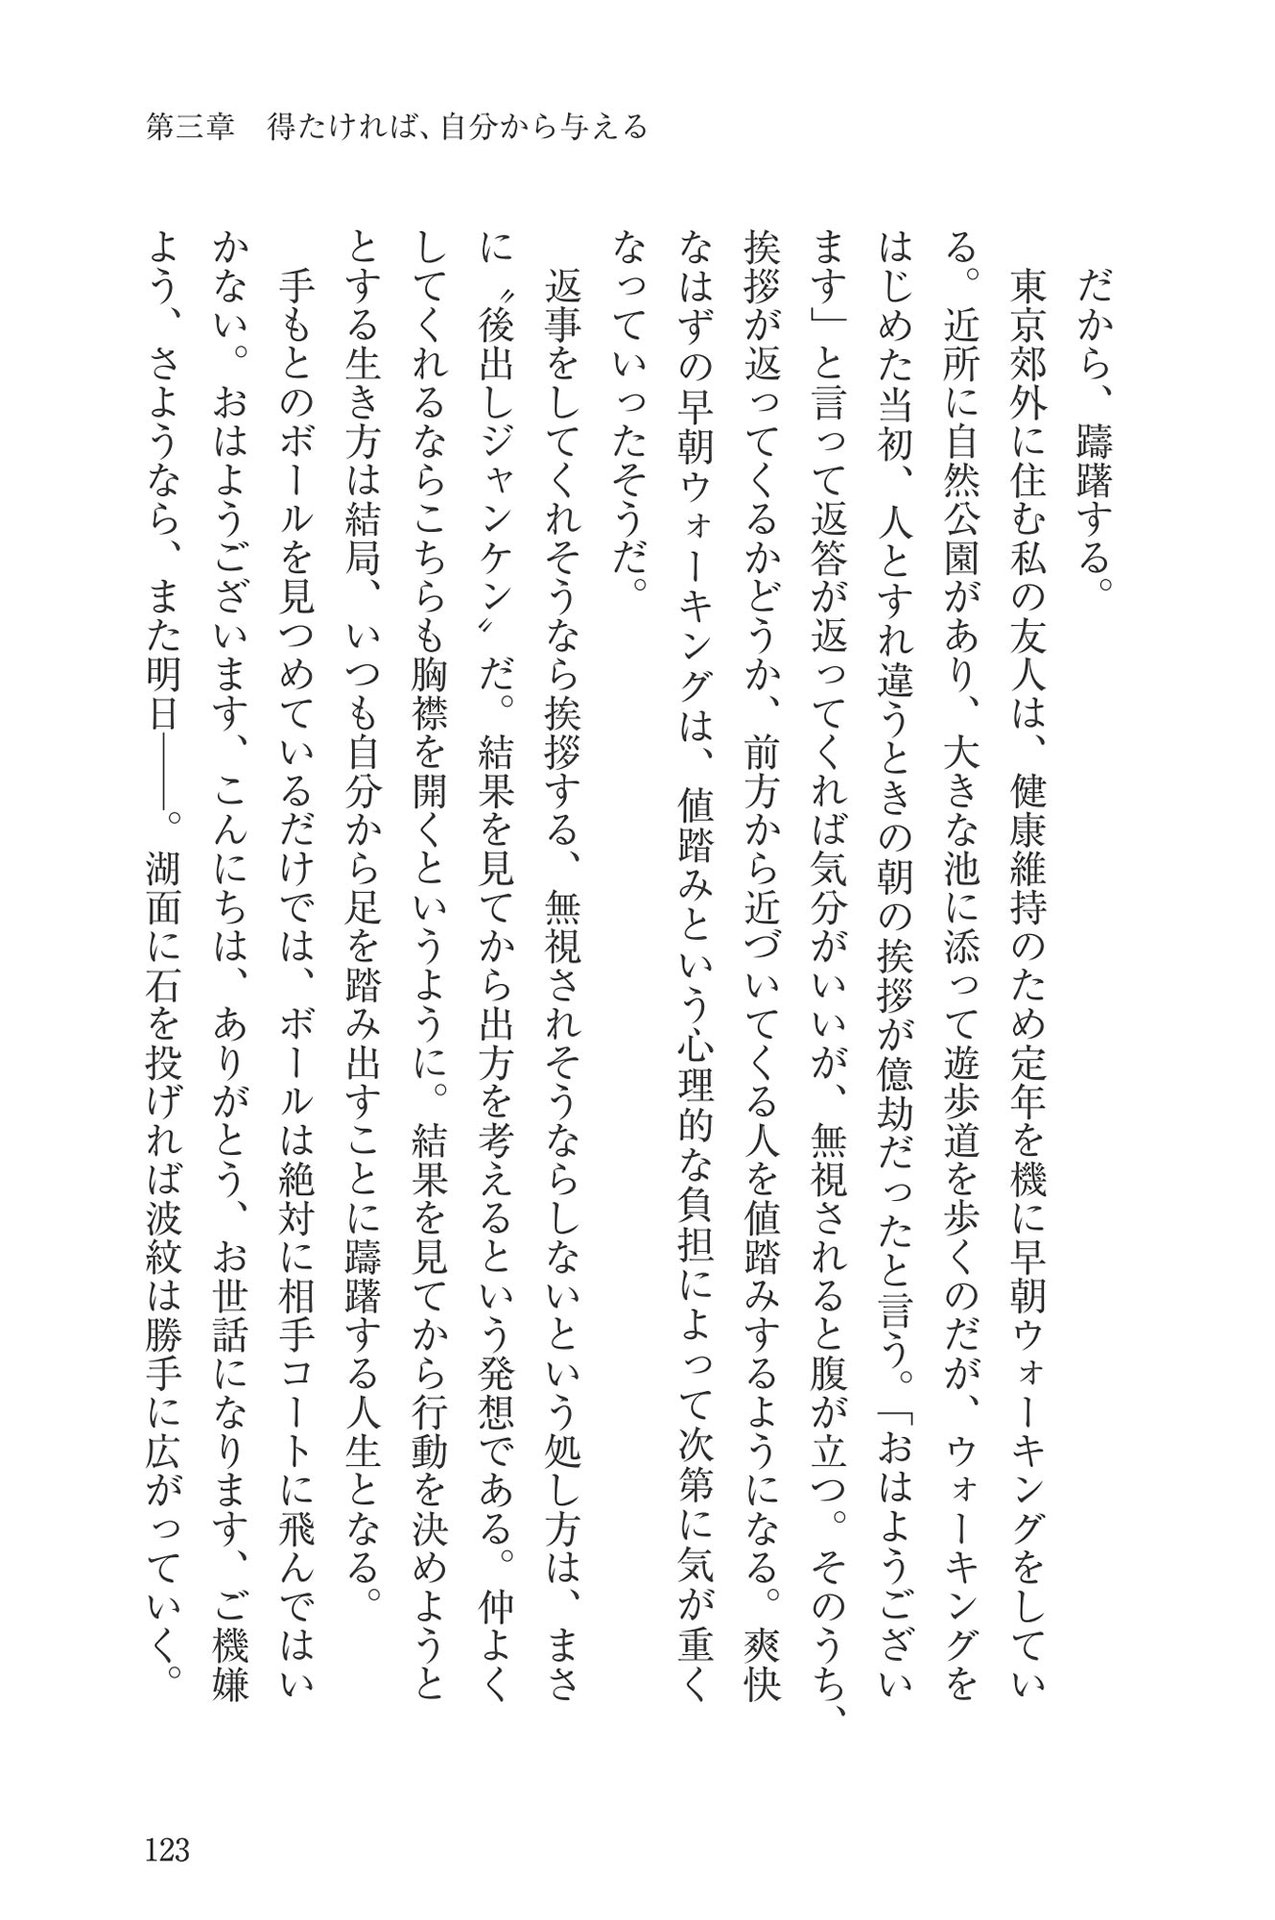 第三章　得たければ、自分から与える
だから、躊躇する。
東京郊外に住む私の友人は、健康維持のため定年を機に早朝ウォーキングをしてい
る。近所に自然公園があり、大きな池に添って遊歩道を歩くのだが、ウォーキングを
はじめた当初、人とすれ違うときの朝の挨拶が億劫だったと言う。「おはようござい
ます」と言って返答が返ってくれば気分がいいが、無視されると腹が立つ。そのうち、
挨拶が返ってくるかどうか、前方から近づいてくる人を値踏みするようになる。爽快
なはずの早朝ウォーキングは、値踏みという心理的な負担によって次第に気が重く
なっていったそうだ。
返事をしてくれそうなら挨拶する、無視されそうならしないという処し方は、まさ
に〝後出しジャンケン〟だ。結果を見てから出方を考えるという発想である。仲よく
してくれるならこちらも胸襟を開くというように。結果を見てから行動を決めようと
とする生き方は結局、いつも自分から足を踏み出すことに躊躇する人生となる。
手もとのボールを見つめているだけでは、ボールは絶対に相手コートに飛んではい
かない。おはようございます、こんにちは、ありがとう、お世話になります、ご機嫌
よう、さようなら、また明日――。湖面に石を投げれば波紋は勝手に広がっていく。
123